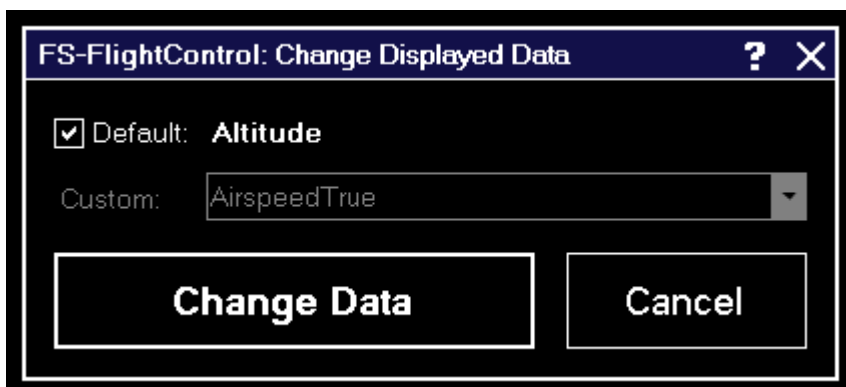 FS-FlightControl: Change Displayed Data ?
Default: Altitude
Custom: AirspeedTrue
Change Data Cancel